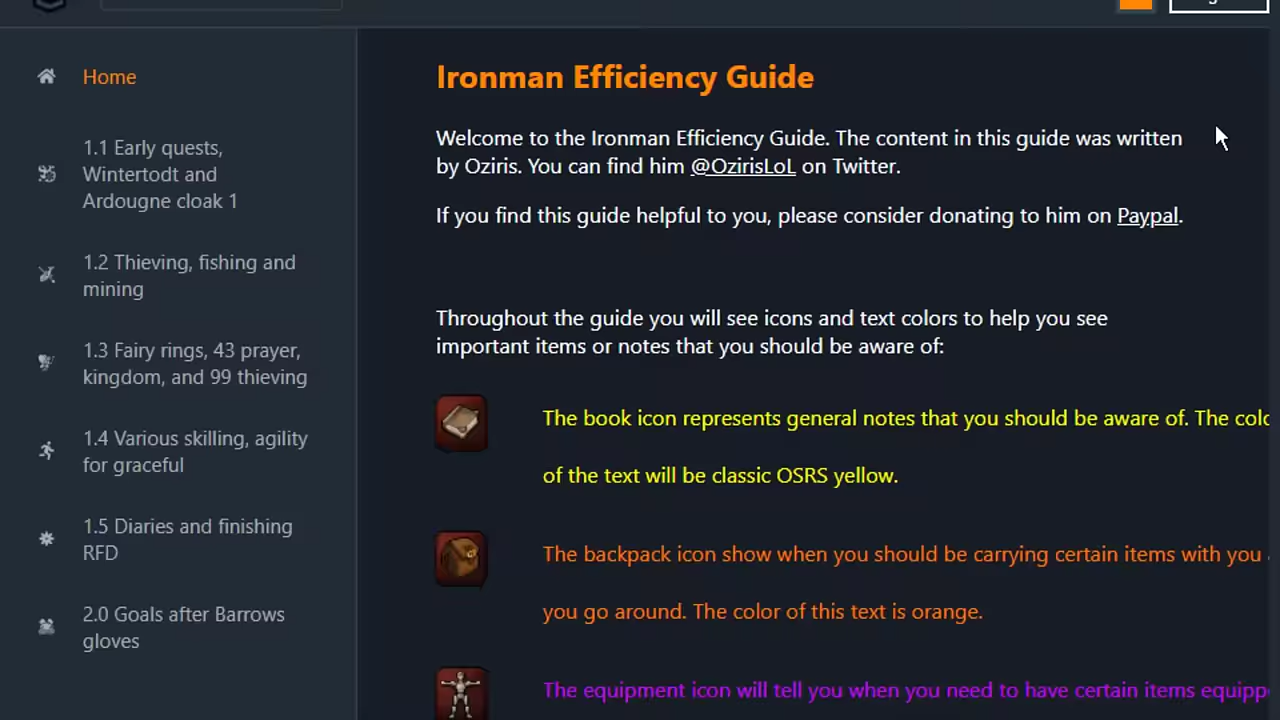 Home
1.1 Early quests,
Wintertodt and
Ardougne cloak 1
1.2 Thieving, fishing and
mining
1.3 Fairy rings, 43 prayer,
kingdom, and 99 thieving
1.4 Various skilling, agility
for graceful
1.5 Diaries and finishing
RFD
2.0 Goals after Barrows
gloves
Ironman Efficiency Guide
Welcome to the Ironman Efficiency Guide. The content in this guide was written
by Oziris. You can find him @OzirisLoL on Twitter.
If you find this guide helpful to you, please consider donating to him on Paypal.
Throughout the guide you will see icons and text colors to help you see
important items or notes that you should be aware of:
The book icon represents general notes that you should be aware of. The
of the text will be classic OSRS yellow.
The backpack icon show when you should be carrying certain items with you
you go around. The color of this text is orange.
The equipment icon will tell you when you need to have certain items